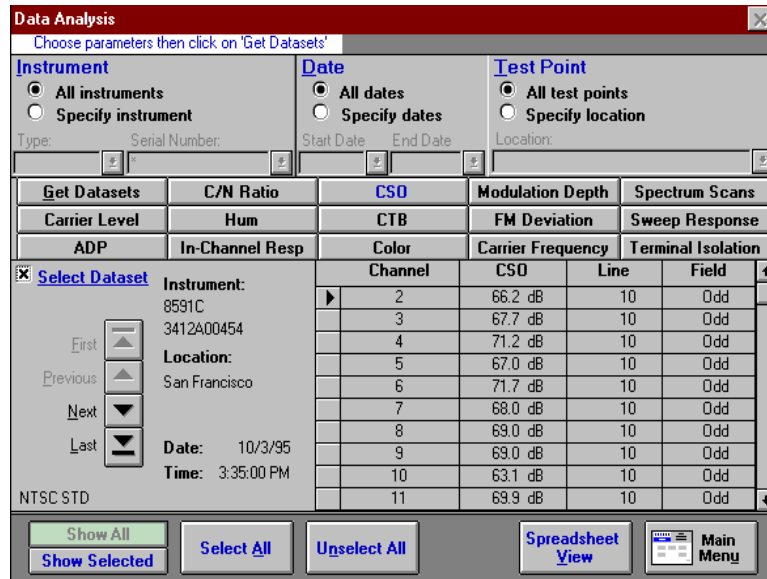 Data Analysis
Choose parameters then click on 'Get Datasets'
Instrument
All instruments
Specify instrument
Type: Serial Number:
*
Date
All dates
Specify dates
Start Date End Date
Test Point
All test points
Specify location
Location:
Get Datasets C/N Ratio CSO Modulation Depth Spectrum Scans
Carrier Level Hum CTB FM Deviation Sweep Response
ADP In-Channel Resp Color Carrier Frequency Terminal Isolation
Select Dataset
First
Previous
Next
Last
NTSC STD
Instrument:
8591C
3412A00454
Location:
San Francisco
Date: 10/3/95
Time: 3:35:00 PM
Channel CSO Line Field
2 66.2 dB 10 Odd
3 67.7 dB 10 Odd
4 71.2 dB 10 Odd
5 67.0 dB 10 Odd
6 71.7 dB 10 Odd
7 68.0 dB 10 Odd
8 69.0 dB 10 Odd
9 69.0 dB 10 Odd
10 63.1 dB 10 Odd
11 69.9 dB 10 Odd
Show All
Show Selected
Select All
Unselect All
Spreadsheet
View
Main
Menu